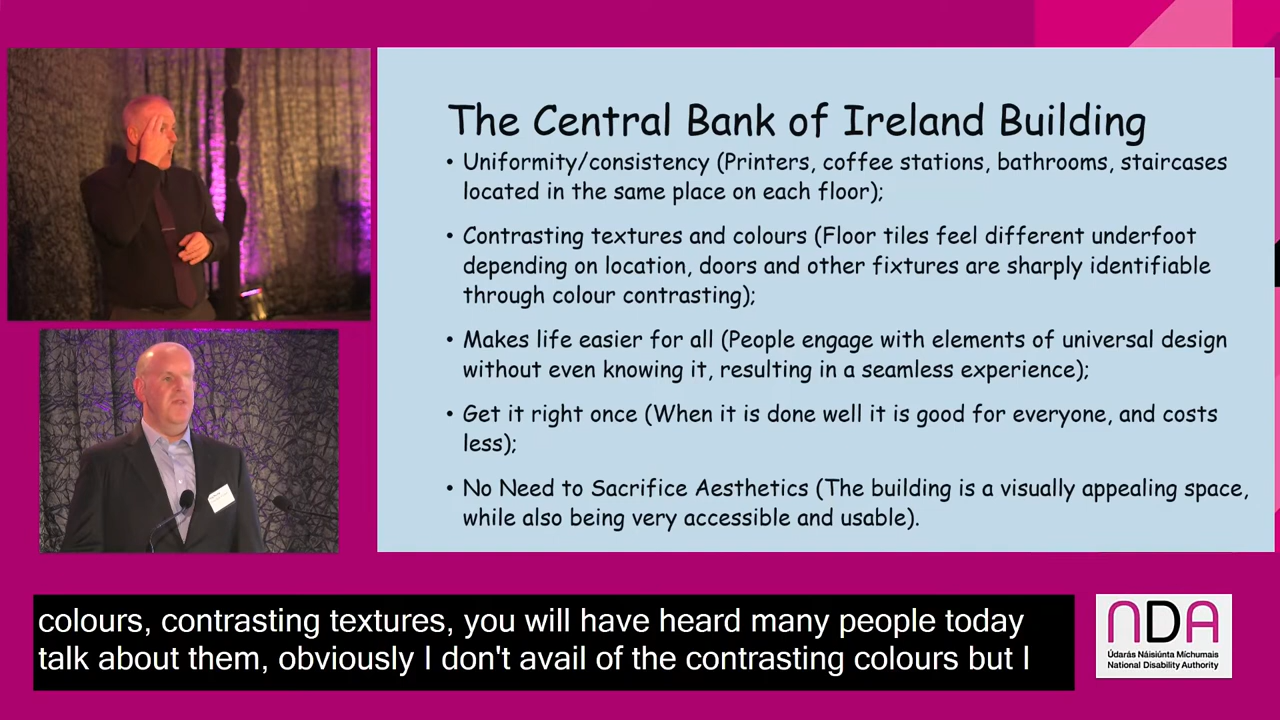 The Central Bank of Ireland Building
• Uniformity/consistency (Printers, coffee stations, bathrooms, staircases
located in the same place on each floor);
• Contrasting textures and colours (Floor tiles feel different underfoot
depending on location, doors and other fixtures are sharply identifiable
through colour contrasting);
• Makes life easier for all (People engage with elements of universal design
without even knowing it, resulting in a seamless experience);
• Get it right once (When it is done well it is good for everyone, and costs
less);
• No Need to Sacrifice Aesthetics (The building is a visually appealing space,
while also being very accessible and usable).
colours, contrasting textures, you will have heard many people today
talk about them, obviously I don't avail of the contrasting colours but I
NDA
Údarás Náisiúnta Míchumais
National Disability Authority